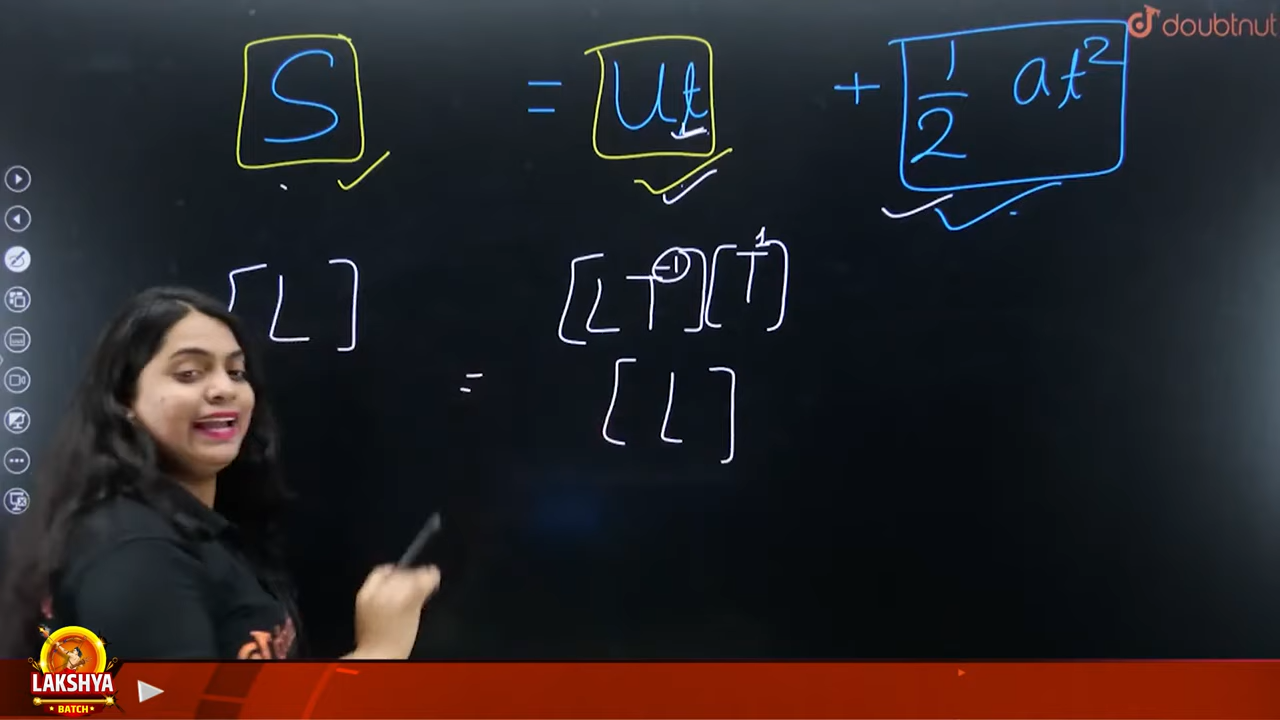 doubtnut
S = Ut + 1/2 at²
[L] [LT⁻¹][T¹]
= [L]
LAKSHYA
BATCH